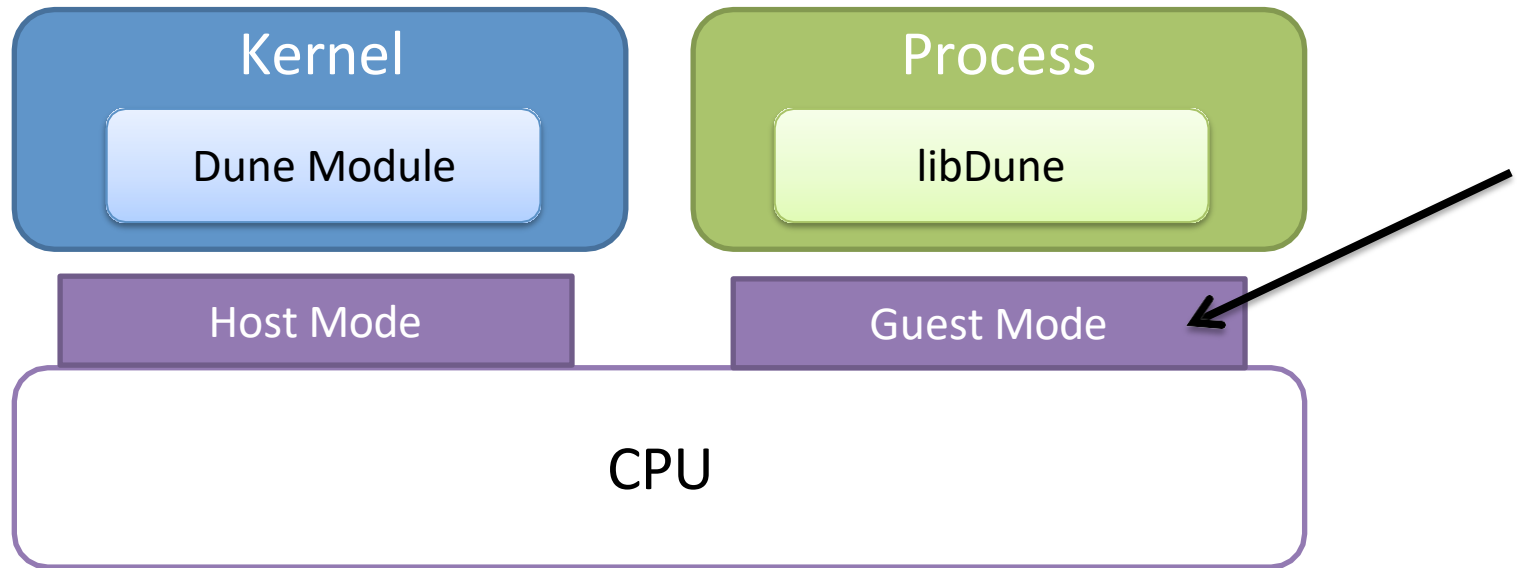 Kernel
Process
Dune Module
libDune
Host Mode
Guest Mode
CPU